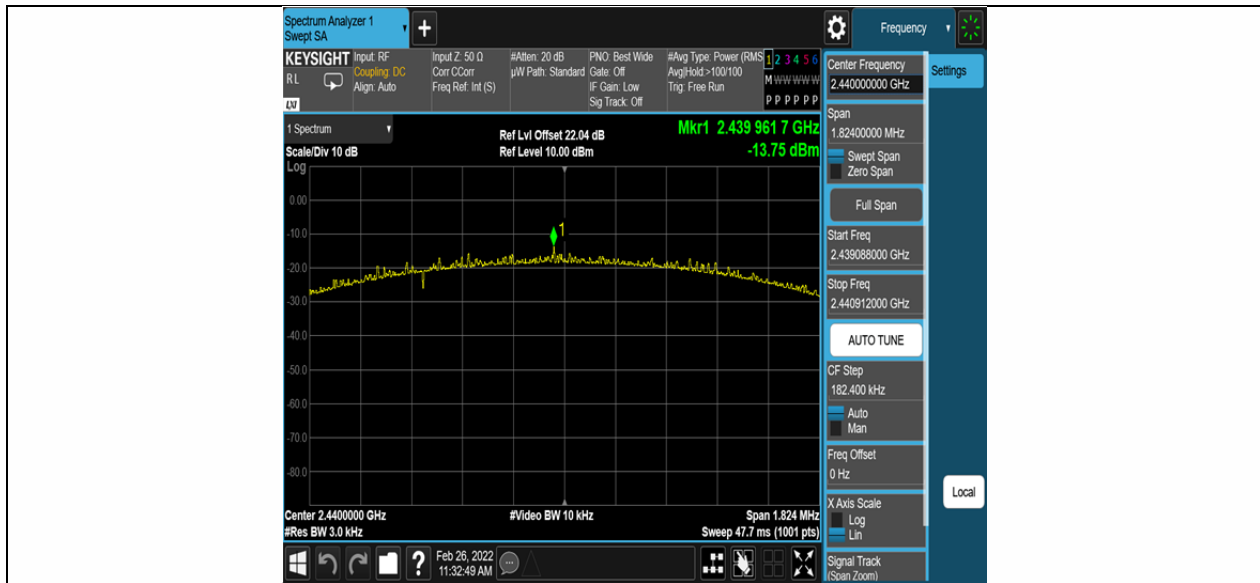 Spectrum Analyzer 1
Swept SA
+
Frequency
KEYSIGHT
RL
LXI
Input: RF
Coupling: DC
Align: Auto
Input Z: 50 Ω
Corr CCorr
Freq Ref: Int (S)
#Atten: 20 dB
µW Path: Standard
PNO: Best Wide
Gate: Off
IF Gain: Low
Sig Track: Off
#Avg Type: Power (RMS
Avg|Hold:>100/100
Trig: Free Run
1 2 3 4 5 6
M W W W W W
P P P P P P
Center Frequency
2.440000000 GHz
Settings
Span
1.82400000 MHz
Swept Span
Zero Span
Full Span
Start Freq
2.439088000 GHz
Stop Freq
2.440912000 GHz
AUTO TUNE
CF Step
182.400 kHz
Auto
Man
Freq Offset
0 Hz
X Axis Scale
Log
Lin
Signal Track
(Span Zoom)
Local
1 Spectrum
Scale/Div 10 dB
Log
Ref Lvl Offset 22.04 dB
Ref Level 10.00 dBm
Mkr1 2.439 961 7 GHz
-13.75 dBm
0.00
-10.0
-20.0
-30.0
-40.0
-50.0
-60.0
-70.0
-80.0
1
Center 2.4400000 GHz
#Res BW 3.0 kHz
#Video BW 10 kHz
Span 1.824 MHz
Sweep 47.7 ms (1001 pts)
?
Feb 26, 2022
11:32:49 AM